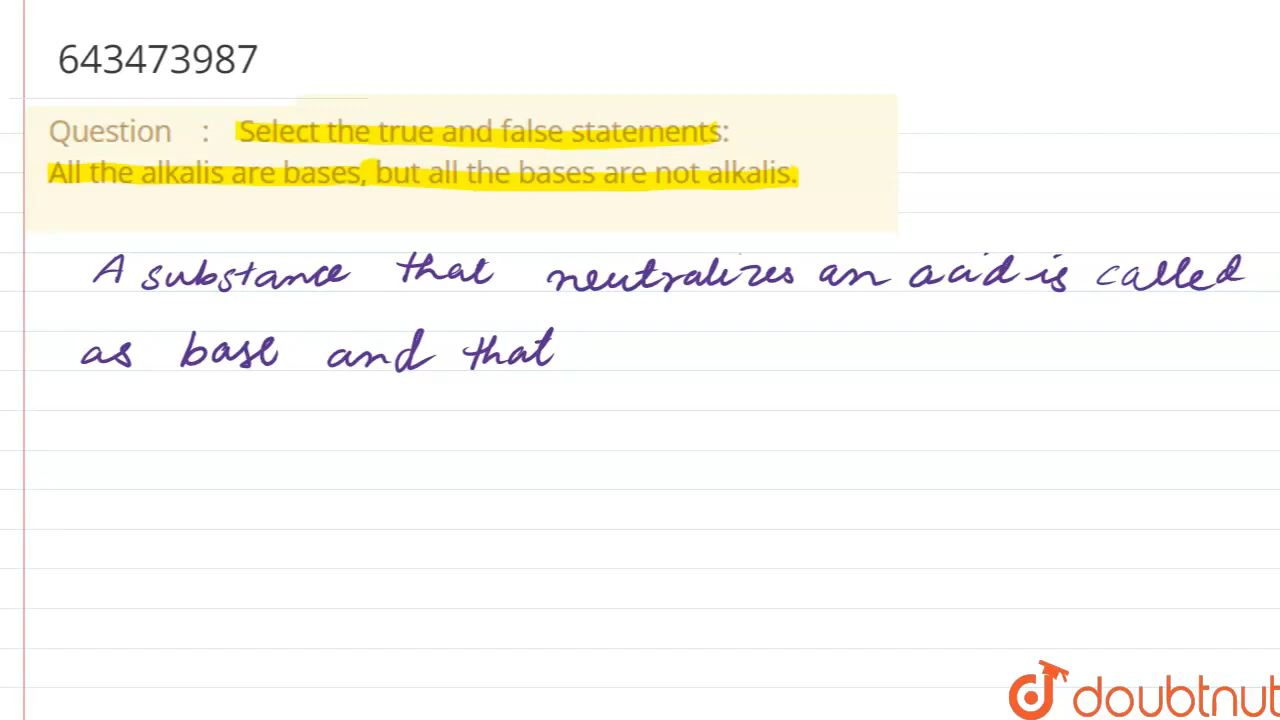 643473987
Question : Select the true and false statements:
All the alkalis are bases, but all the bases are not alkalis.
A substance that neutralizes an acid is called
as base and that
doubtnut